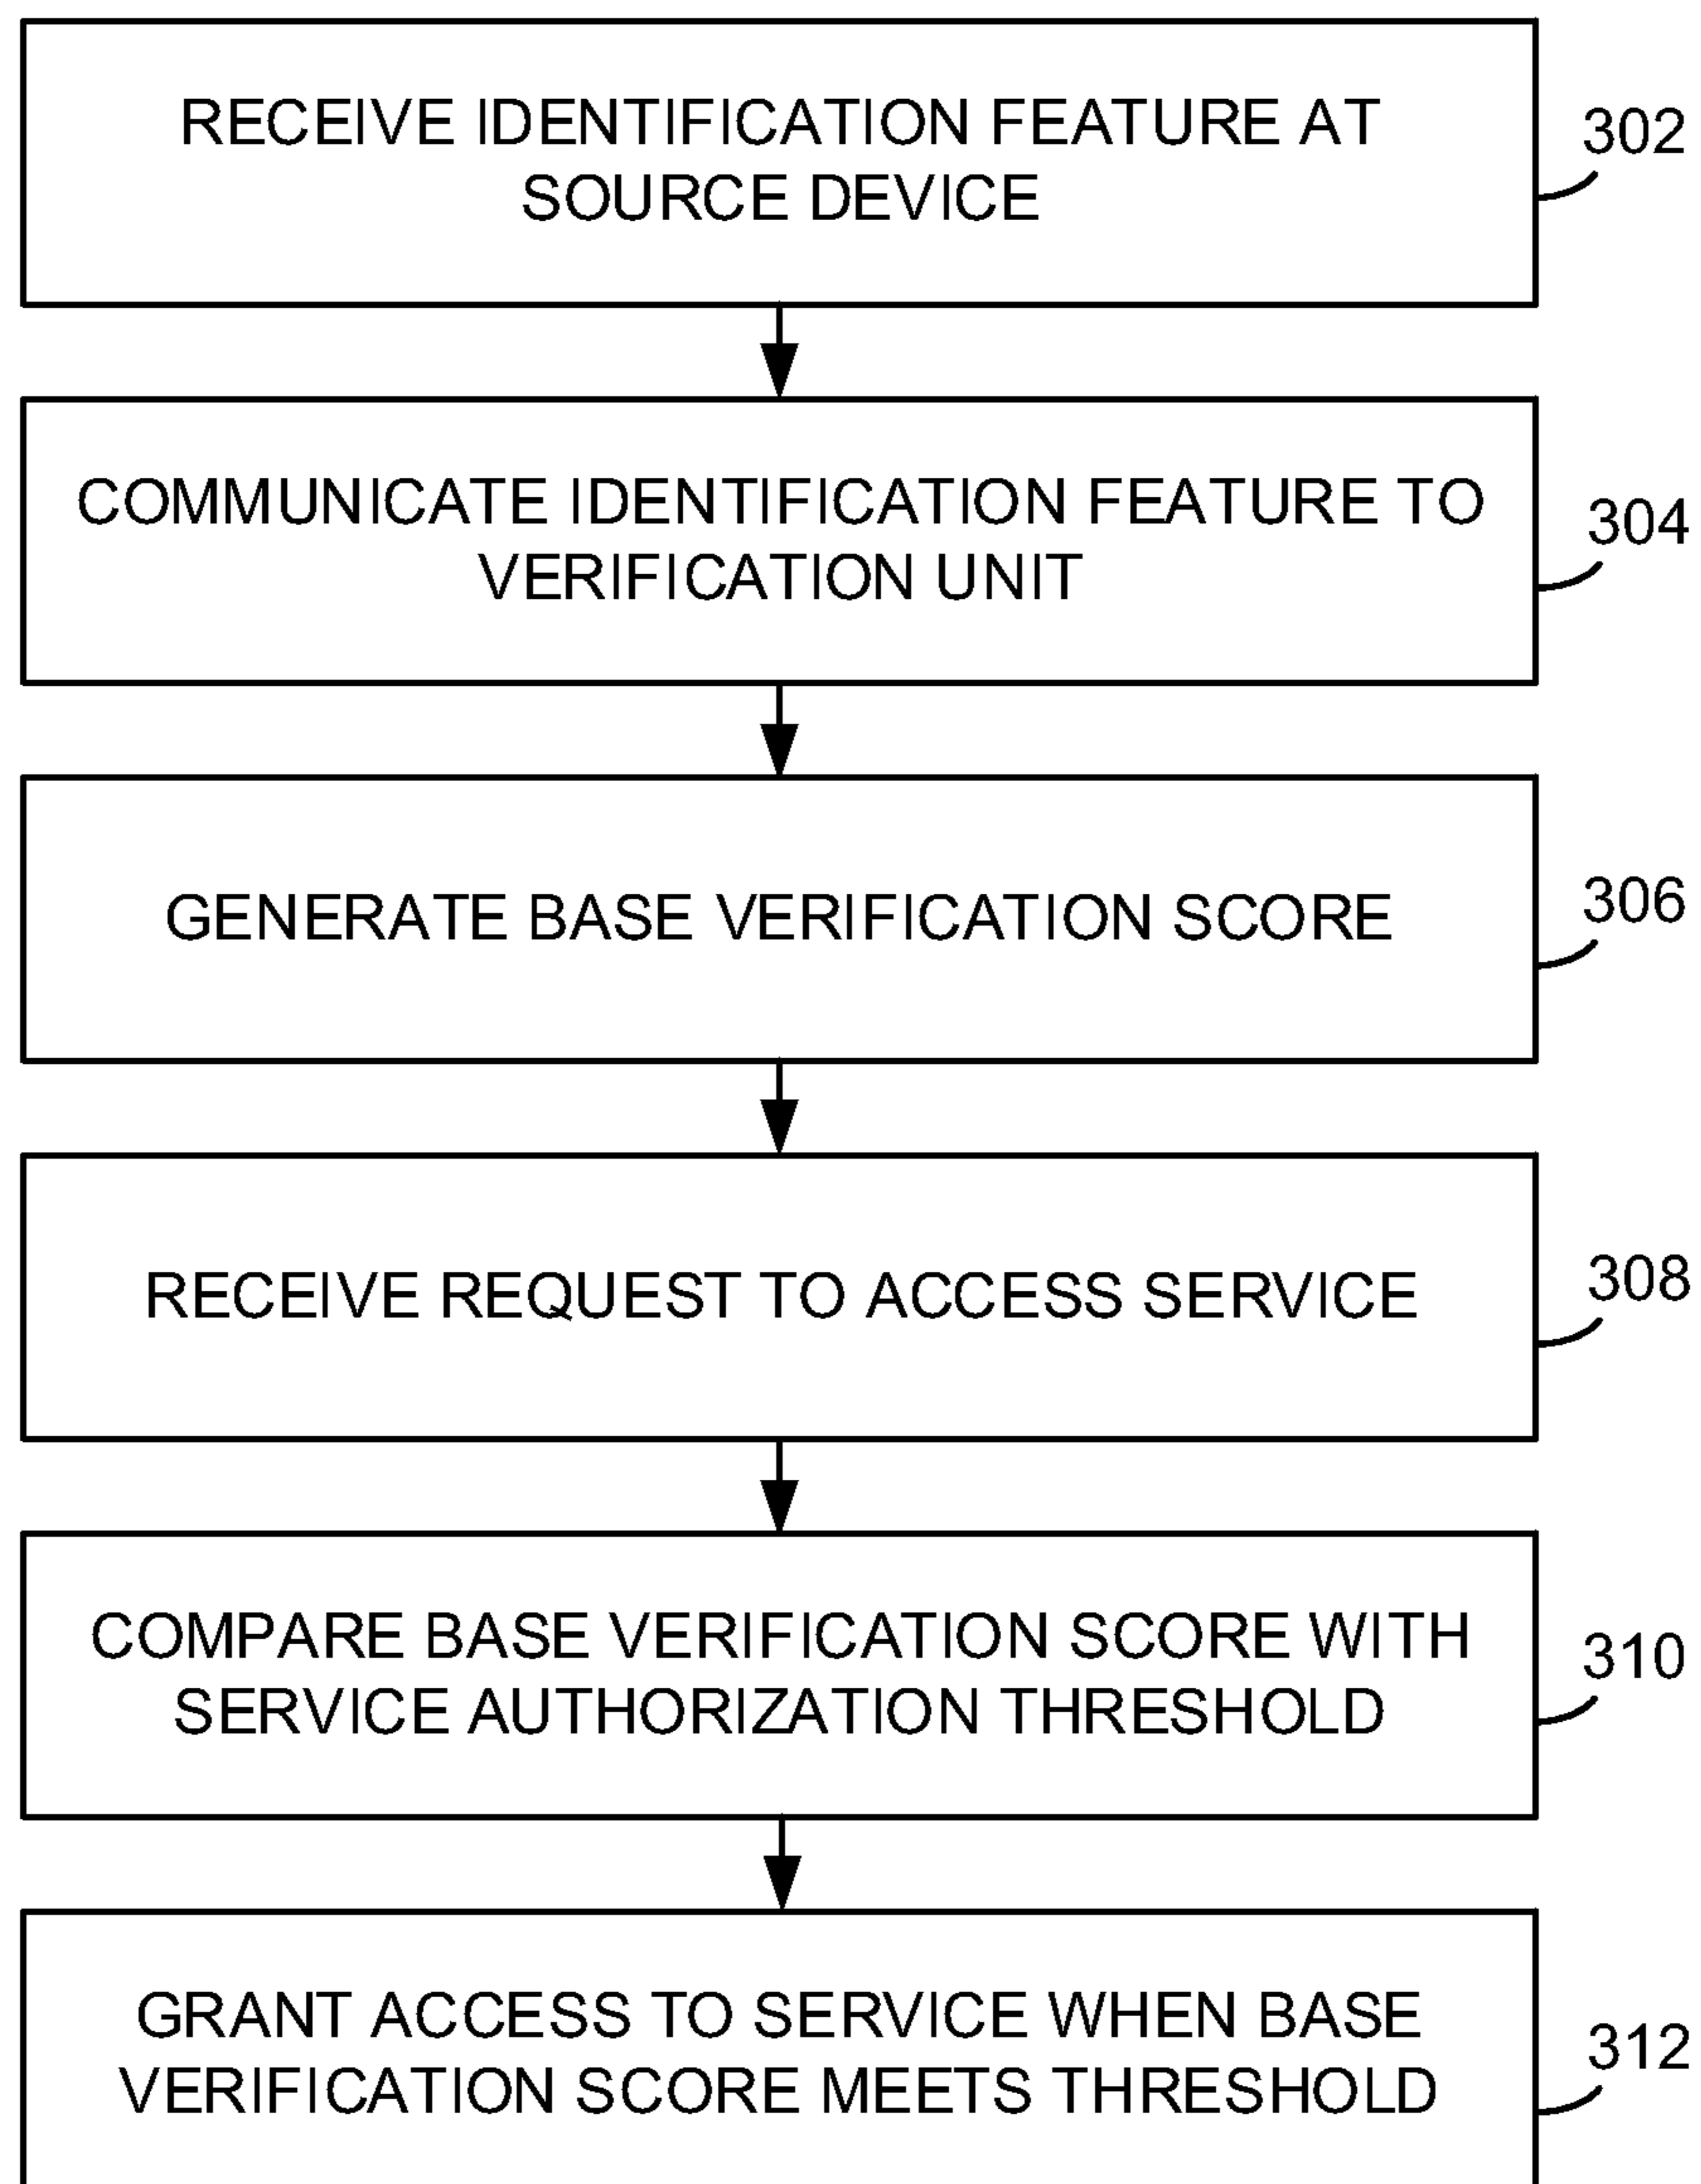 RECEIVE IDENTIFICATION FEATURE AT
SOURCE DEVICE
302
COMMUNICATE IDENTIFICATION FEATURE TO
VERIFICATION UNIT
304
GENERATE BASE VERIFICATION SCORE
306
RECEIVE REQUEST TO ACCESS SERVICE
308
COMPARE BASE VERIFICATION SCORE WITH
SERVICE AUTHORIZATION THRESHOLD
310
GRANT ACCESS TO SERVICE WHEN BASE
VERIFICATION SCORE MEETS THRESHOLD
312